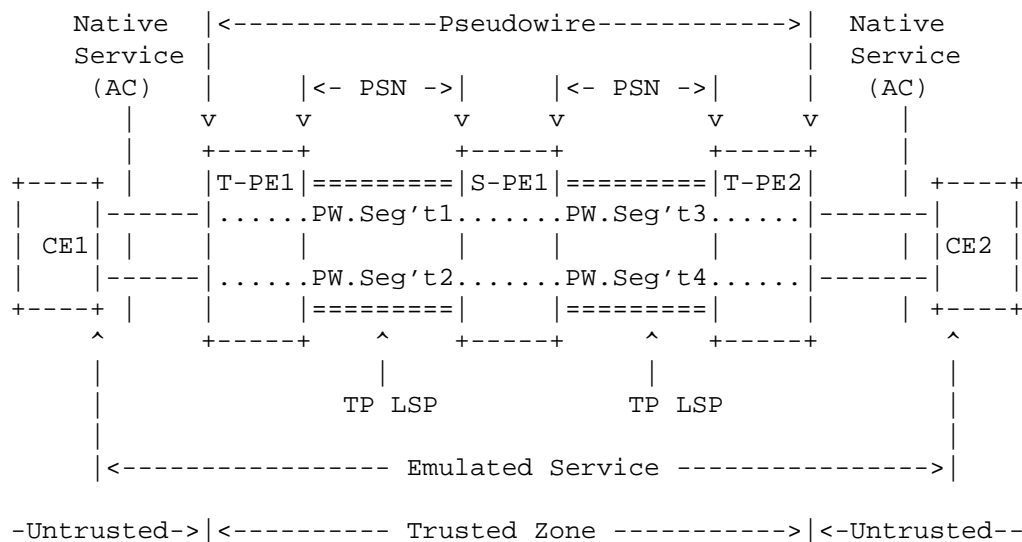 Native |<-------------Pseudowire------------>| Native
Service | | Service
(AC) | |<- PSN ->| |<- PSN ->| | (AC)
| v v v v v v |
| +-----+ +-----+ +-----+ |
+----+ | |T-PE1|=========|S-PE1|=========|T-PE2| | +----+
| |------|......PW.Seg't1.......PW.Seg't3......|-------| |
| CE1| | | | | | | | | |CE2 |
| |------|......PW.Seg't2.......PW.Seg't4......|-------| |
+----+ | | |=========| |=========| | | +----+
^ +-----+ ^ +-----+ ^ +-----+ ^
| | | |
| TP LSP TP LSP |
| |
|<---------------- Emulated Service ---------------->|
-Untrusted->|<---------- Trusted Zone ----------->|<-Untrusted--